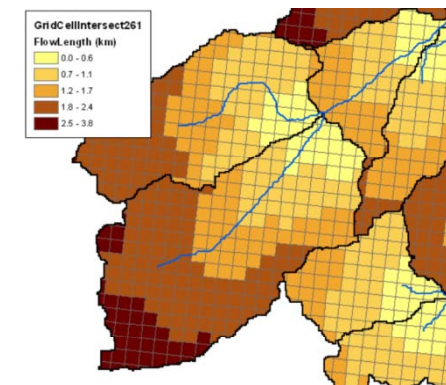 GridCellIntersect261
FlowLength (km)
0.0 - 0.6
0.7 - 1.1
1.2 - 1.7
1.8 - 2.4
2.5 - 3.8